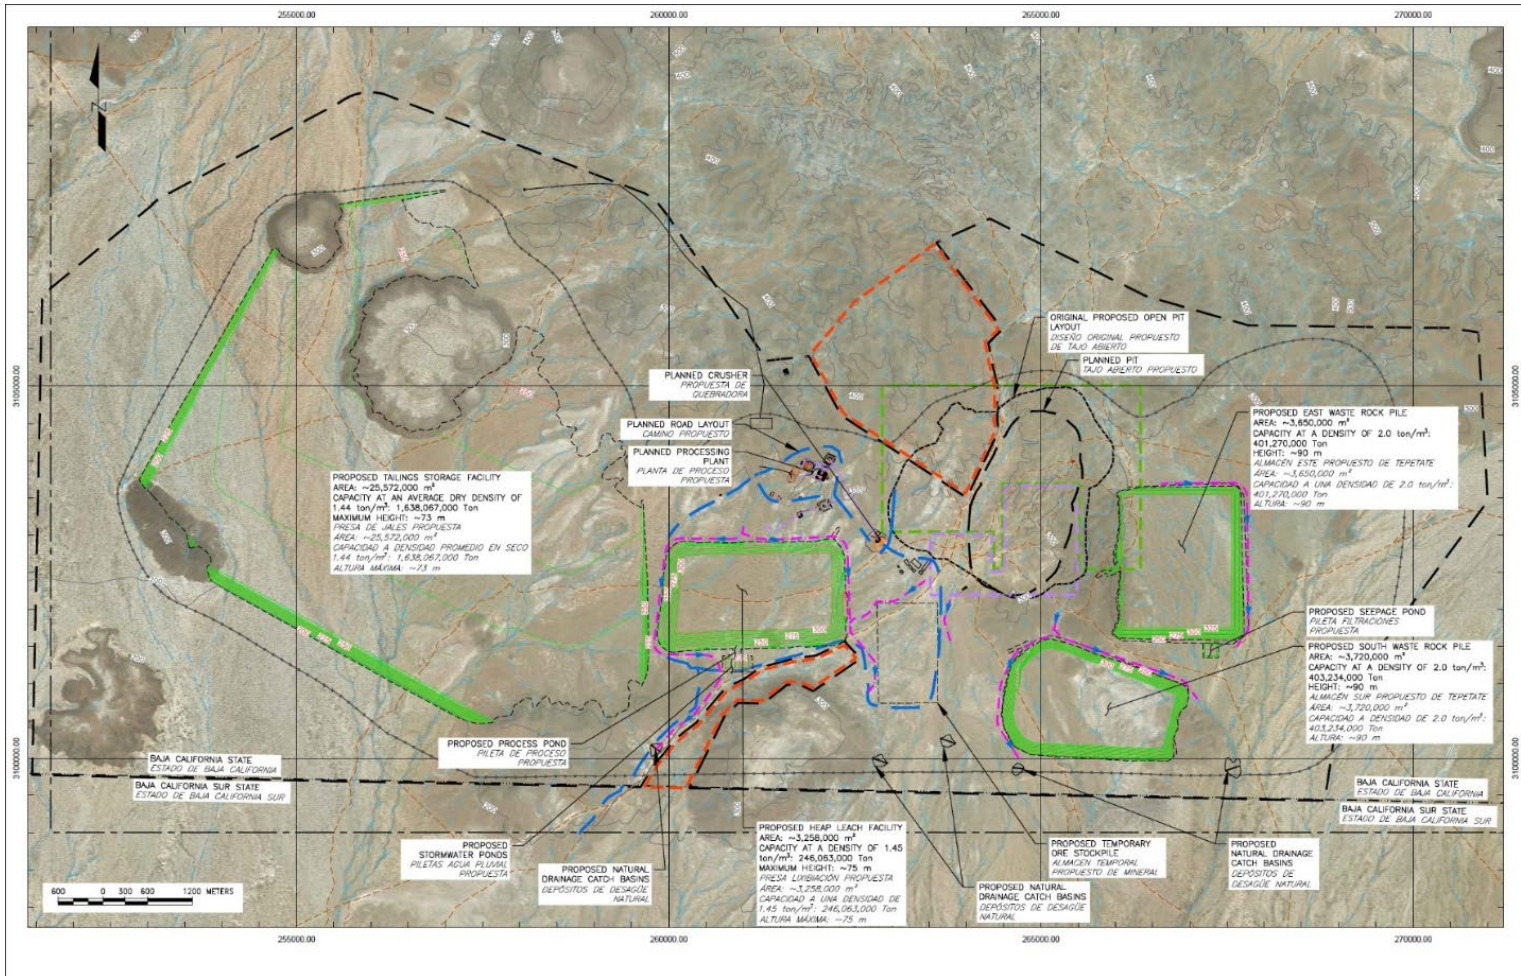 255000.00
260000.00
265000.00
270000.00
ORIGINAL PROPOSED OPEN PIT
LAYOUT
DISEÑO ORIGINAL PROPUESTO
DE TAJO ABIERTO
PLANNED PIT
TAJO ABIERTO PROPUESTO
PLANNED CRUSHER
PROPUESTA DE
QUEBRADORA
3105000.00
3105000.00
PLANNED ROAD LAYOUT
CAMINO PROPUESTO
PLANNED PROCESSING
PLANT
PLANTA DE PROCESO
PROPUESTA
PROPOSED EAST WASTE ROCK PILE
AREA: ~3,650,000 m²
CAPACITY AT A DENSITY OF 2.0 ton/m³:
401,270,000 Ton
HEIGHT: ~90 m
ALMACÉN ESTE PROPUESTO DE TEPETATE
ÁREA: ~3,650,000 m²
CAPACIDAD A UNA DENSIDAD DE 2.0 ton/m³:
401,270,000 Ton
ALTURA: ~90 m
PROPOSED TAILINGS STORAGE FACILITY
AREA: ~25,572,000 m²
CAPACITY AT AN AVERAGE DRY DENSITY OF
1.44 ton/m³: 1,638,067,000 Ton
MAXIMUM HEIGHT: ~73 m
PRESA DE JALES PROPUESTA
ÁREA: ~25,572,000 m²
CAPACIDAD A DENSIDAD PROMEDIO EN SECO
1.44 ton/m³: 1,638,067,000 Ton
ALTURA MÁXIMA: ~73 m
PROPOSED SEEPAGE POND
PILETA FILTRACIONES
PROPUESTA
PROPOSED SOUTH WASTE ROCK PILE
AREA: ~3,720,000 m²
CAPACITY AT A DENSITY OF 2.0 ton/m³:
403,234,000 Ton
HEIGHT: ~90 m
ALMACÉN SUR PROPUESTO DE TEPETATE
ÁREA: ~3,720,000 m²
CAPACIDAD A DENSIDAD DE 2.0 ton/m³:
403,234,000 Ton
ALTURA: ~90 m
PROPOSED PROCESS POND
PILETA DE PROCESO
PROPUESTA
3100000.00
3100000.00
BAJA CALIFORNIA STATE
ESTADO DE BAJA CALIFORNIA
BAJA CALIFORNIA SUR STATE
ESTADO DE BAJA CALIFORNIA SUR
BAJA CALIFORNIA STATE
ESTADO DE BAJA CALIFORNIA
BAJA CALIFORNIA SUR STATE
ESTADO DE BAJA CALIFORNIA SUR
PROPOSED
STORMWATER PONDS
PILETAS AGUA PLUVIAL
PROPUESTA
PROPOSED NATURAL
DRAINAGE CATCH BASINS
DEPÓSITOS DE DESAGÜE
NATURAL
PROPOSED HEAP LEACH FACILITY
AREA: ~3,258,000 m²
CAPACITY AT A DENSITY OF 1.45
ton/m³: 246,063,000 Ton
MAXIMUM HEIGHT: ~75 m
PRESA LIXIBIACIÓN PROPUESTA
ÁREA: ~3,258,000 m²
CAPACIDAD A UNA DENSIDAD DE
1.45 ton/m³: 246,063,000 Ton
ALTURA MÁXIMA: ~75 m
PROPOSED NATURAL
DRAINAGE CATCH BASINS
DEPÓSITOS DE DESAGÜE
NATURAL
PROPOSED TEMPORARY
ORE STOCKPILE
ALMACEN TEMPORAL
PROPUESTO DE MINERAL
PROPOSED
NATURAL DRAINAGE
CATCH BASINS
DEPÓSITOS DE
DESAGÜE NATURAL
600 0 300 600 1200 METERS
255000.00
260000.00
265000.00
270000.00